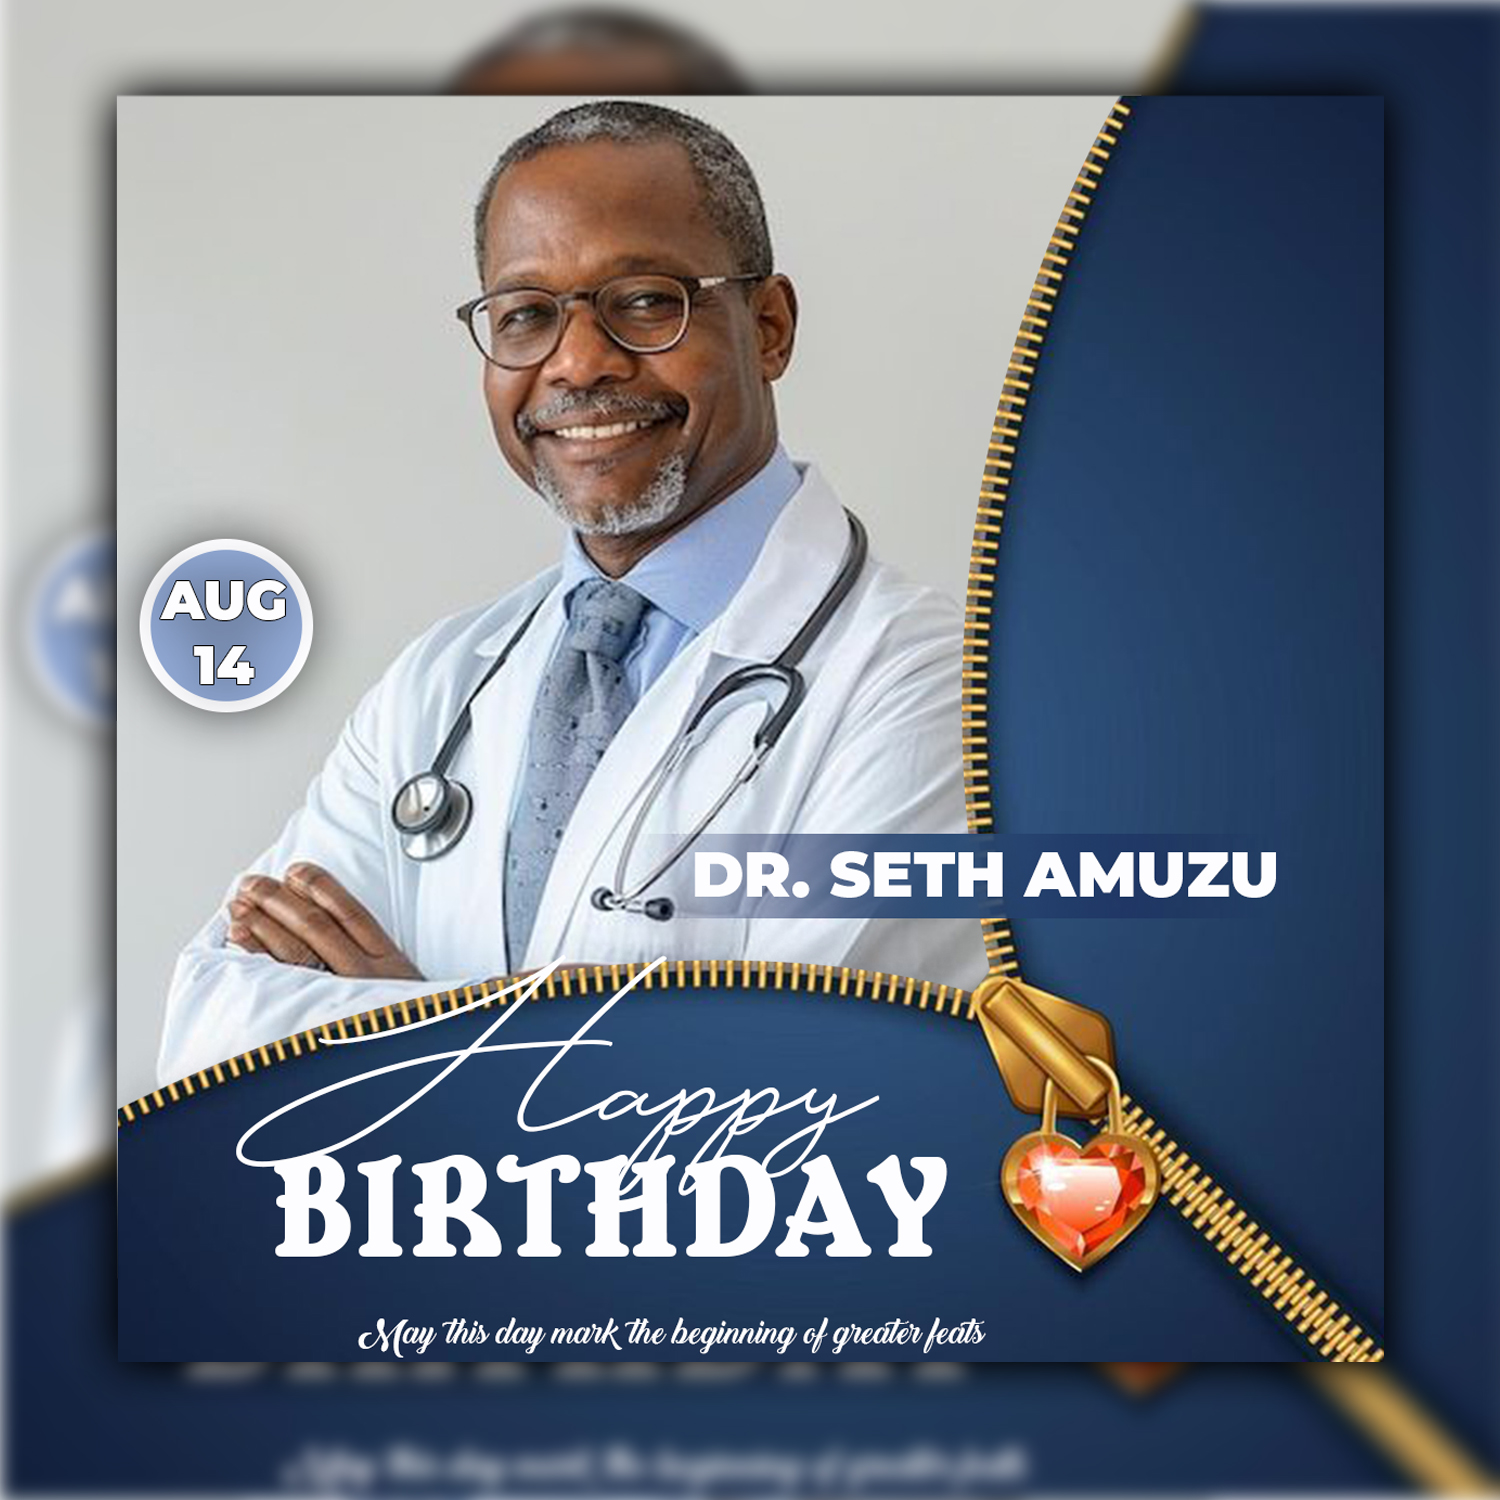 AUG
14
DR. SETH AMUZU
Happy
BIRTHDAY
May this day mark the beginning of greater feats